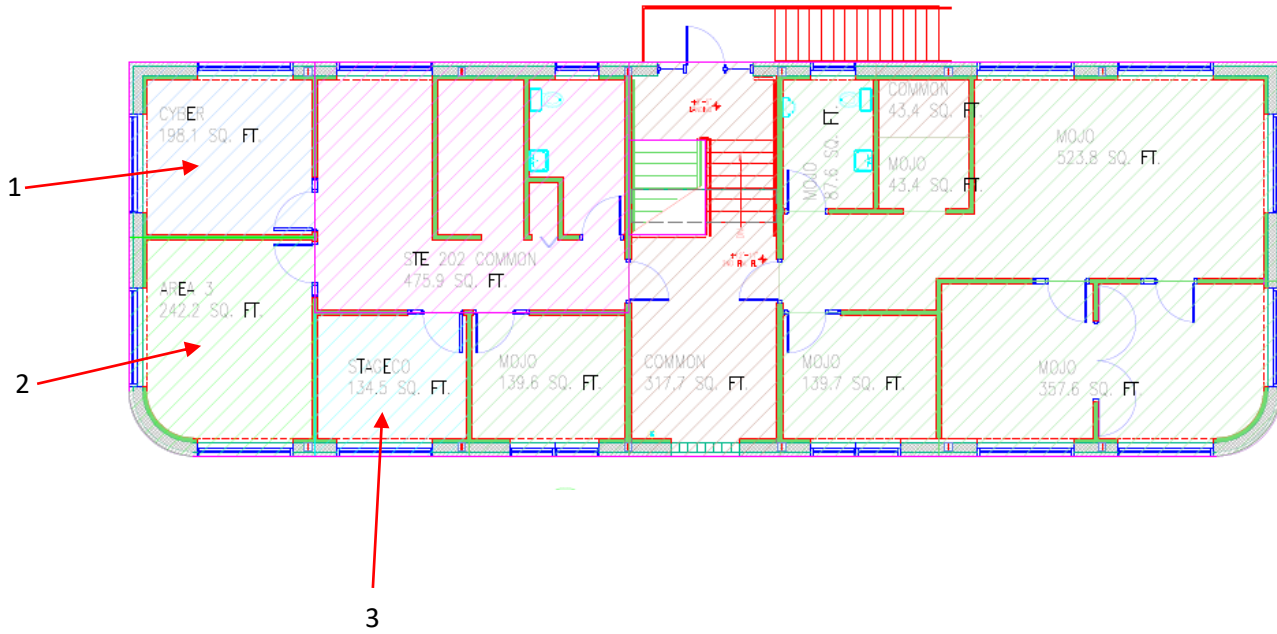 CYBER
198.1 SQ. FT.
COMMON
43.4 SQ. FT.
MOJO
523.8 SQ. FT.
MOJO
87.6 SQ. FT
MOJO
43.4 SQ. FT.
1
STE 202 COMMON
475.9 SQ. FT.
AREA 3
242.2 SQ. FT.
2
STAGECO
134.5 SQ. FT.
MOJO
139.6 SQ. FT.
COMMON
317.7 SQ. FT.
MOJO
139.7 SQ. FT.
MOJO
357.6 SQ. FT.
3